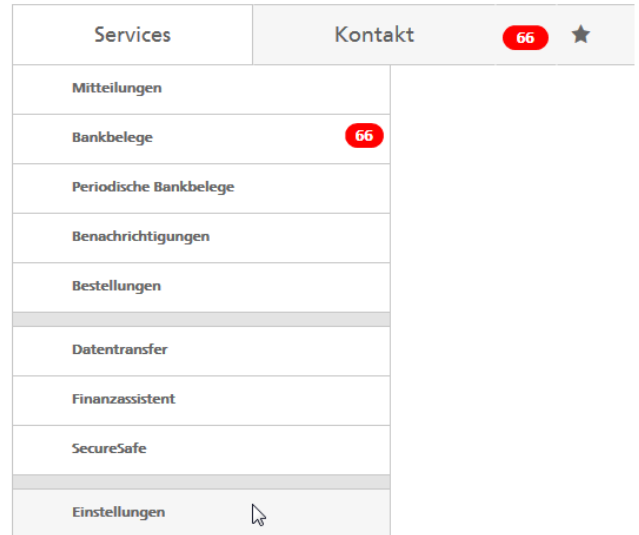 Services Kontakt 66
Mitteilungen
Bankbelege 66
Periodische Bankbelege
Benachrichtigungen
Bestellungen
Datentransfer
Finanzassistent
SecureSafe
Einstellungen